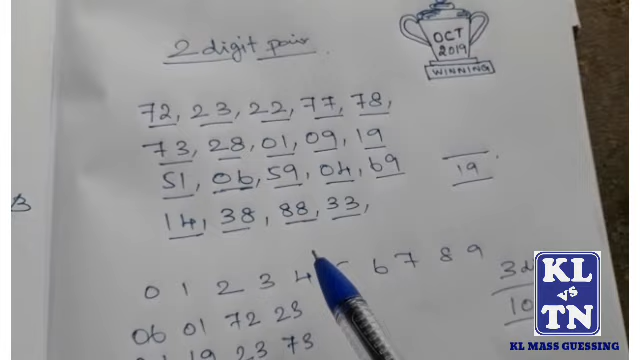 2 digit pair
OCT
2019
WINNING
72, 23, 22, 77, 78,
73, 28, 01, 09, 19
51, 06, 59, 04, 69
19
14, 38, 88, 33,
0 1 2 3 4 6 7 8 9
06 01 72 23
19 23 73
10
B
KL
VS
TN
KL MASS GUESSING